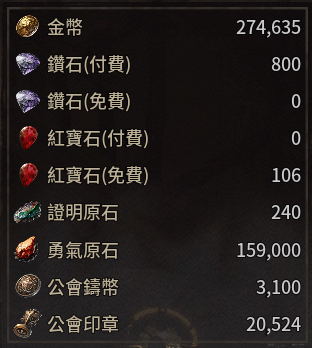 金幣 274,635
鑽石(付費) 800
鑽石(免費) 0
紅寶石(付費) 0
紅寶石(免費) 106
證明原石 240
勇氣原石 159,000
公會鑄幣 3,100
公會印章 20,524